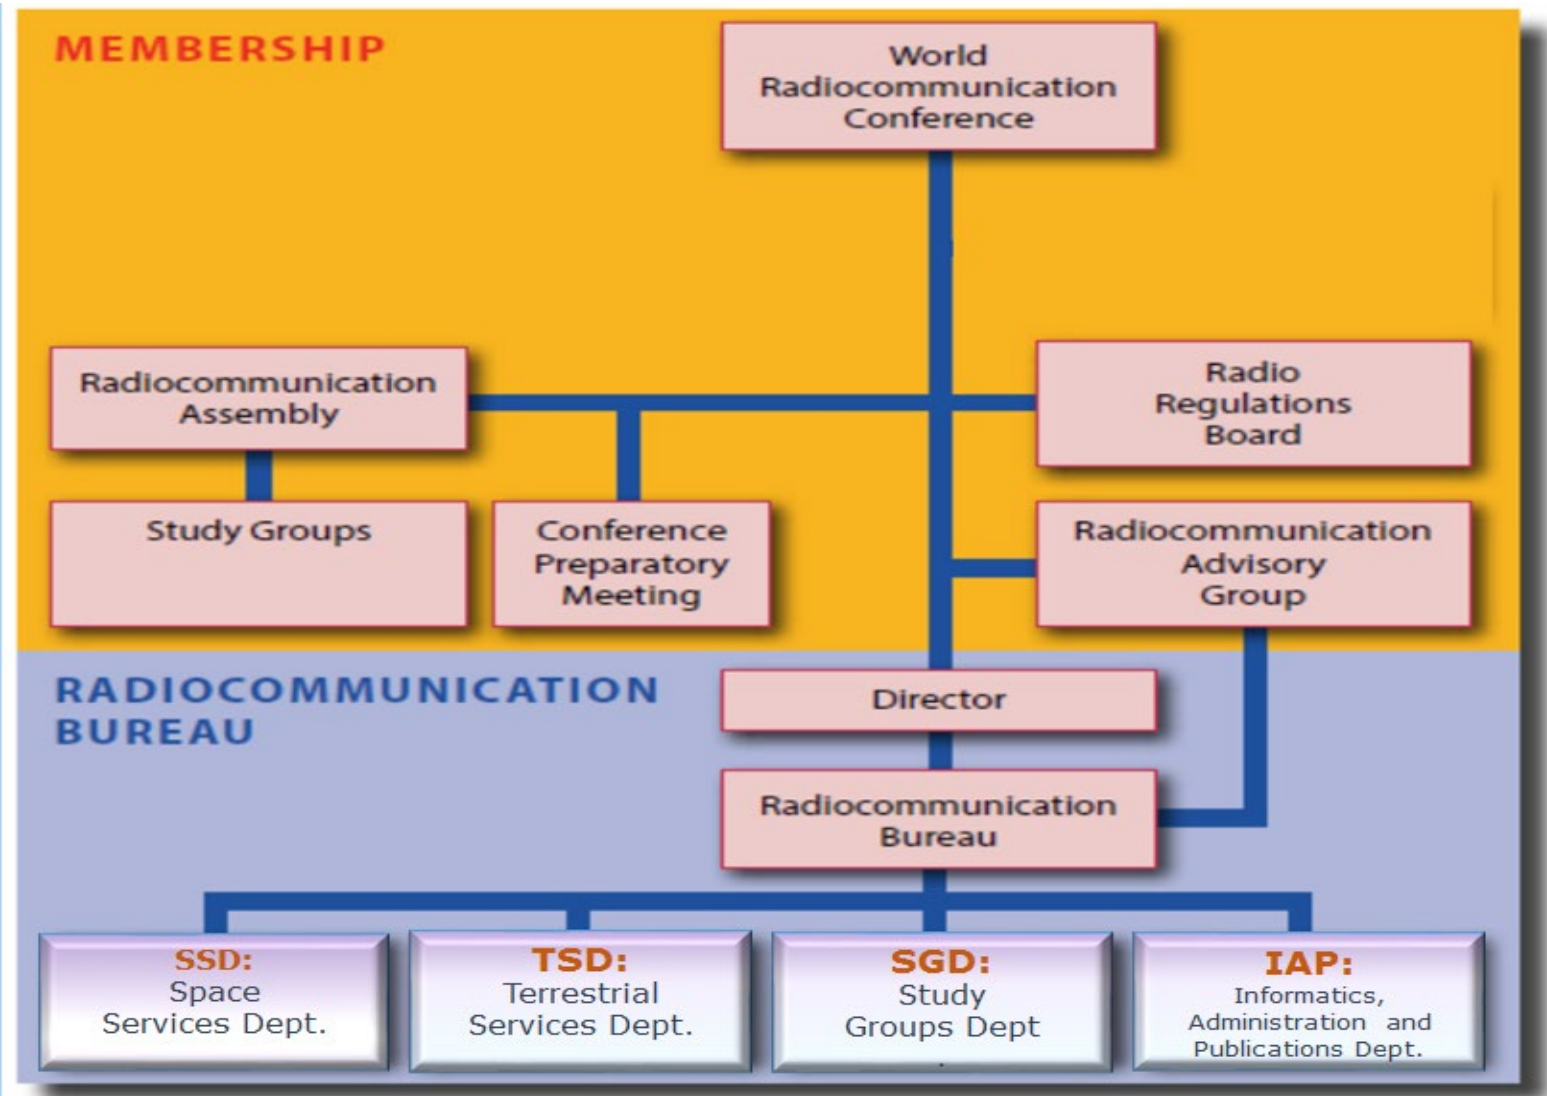 MEMBERSHIP
World
Radiocommunication
Conference
Radiocommunication
Assembly
Radio
Regulations
Board
Study Groups
Conference
Preparatory
Meeting
Radiocommunication
Advisory
Group
RADIOCOMMUNICATION
BUREAU
Director
Radiocommunication
Bureau
SSD:
Space
Services Dept.
TSD:
Terrestrial
Services Dept.
SGD:
Study
Groups Dept
.
IAP:
Informatics,
Administration and
Publications Dept.